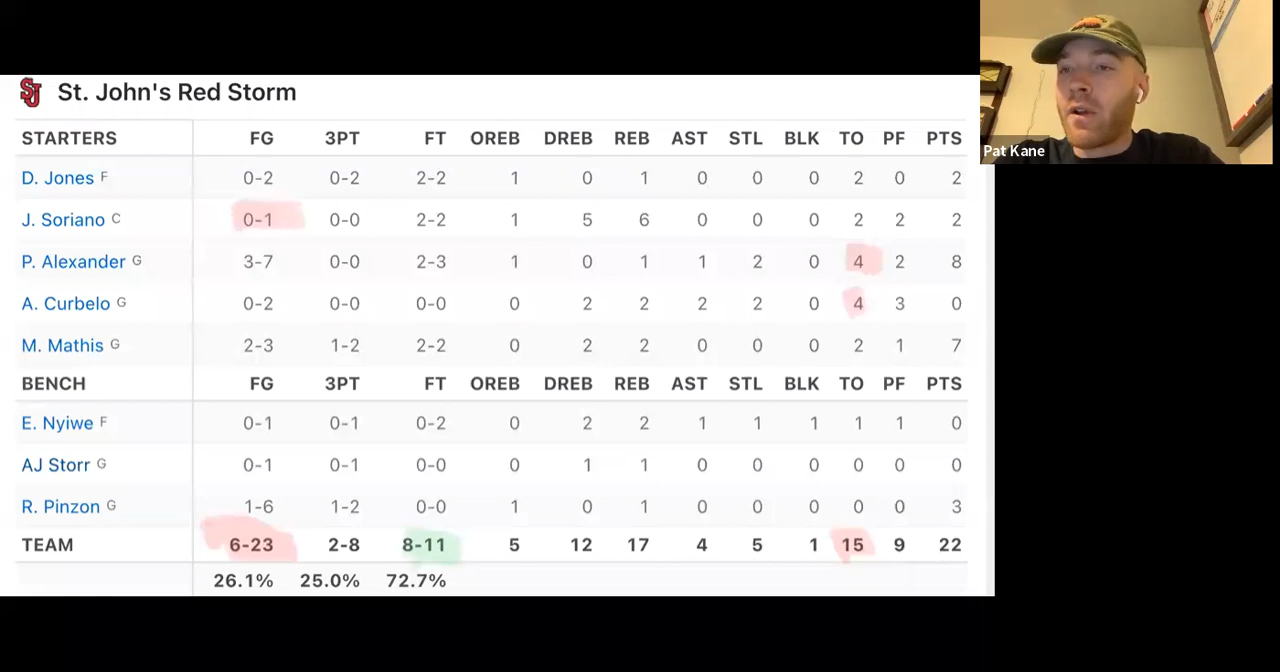 St. John's Red Storm
STARTERS FG 3PT FT OREB DREB REB AST STL BLK TO PF PTS
D. Jones F 0-2 0-2 2-2 1 0 1 0 0 0 2 0 2
J. Soriano C 0-1 0-0 2-2 1 5 6 0 0 0 2 2 2
P. Alexander G 3-7 0-0 2-3 1 0 1 1 2 0 4 2 8
A. Curbelo G 0-2 0-0 0-0 0 2 2 2 2 0 4 3 0
M. Mathis G 2-3 1-2 2-2 0 2 2 0 0 0 2 1 7
BENCH FG 3PT FT OREB DREB REB AST STL BLK TO PF PTS
E. Nyiwe F 0-1 0-1 0-2 0 2 2 1 1 1 1 1 0
AJ Storr G 0-1 0-1 0-0 0 1 1 0 0 0 0 0 0
R. Pinzon G 1-6 1-2 0-0 1 0 1 0 0 0 0 0 3
TEAM 6-23 2-8 8-11 5 12 17 4 5 1 15 9 22
26.1% 25.0% 72.7%
Pat Kane